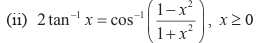 (ii) 2 tan⁻¹ x = cos⁻¹ ((1−x²)/(1+x²)), x ≥ 0